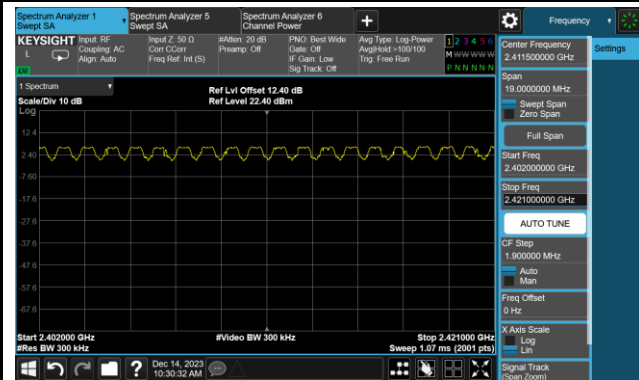 Spectrum Analyzer 1
Swept SA
Spectrum Analyzer 5
Swept SA
Spectrum Analyzer 6
Channel Power
+
Frequency
KEYSIGHT
L
Input: RF
Coupling: AC
Align: Auto
Input Z: 50 Ω
Corr CCorr
Freq Ref: Int (S)
#Atten: 20 dB
Preamp: Off
PNO: Best Wide
Gate: Off
IF Gain: Low
Sig Track: Off
Avg Type: Log-Power
Avg|Hold:>100/100
Trig: Free Run
1 2 3 4 5 6
M W W W W W
P N N N N N
1 Spectrum
Scale/Div 10 dB
Ref Lvl Offset 12.40 dB
Ref Level 22.40 dBm
Log
12.4
2.40
-7.60
-17.6
-27.6
-37.6
-47.6
-57.6
-67.6
Start 2.402000 GHz
#Res BW 300 kHz
#Video BW 300 kHz
Stop 2.421000 GHz
Sweep 1.07 ms (2001 pts)
Dec 14, 2023
10:30:32 AM
?
Center Frequency
2.411500000 GHz
Settings
Span
19.0000000 MHz
Swept Span
Zero Span
Full Span
Start Freq
2.402000000 GHz
Stop Freq
2.421000000 GHz
AUTO TUNE
CF Step
1.900000 MHz
Auto
Man
Freq Offset
0 Hz
X Axis Scale
Log
Lin
Signal Track
(Span Zoom)